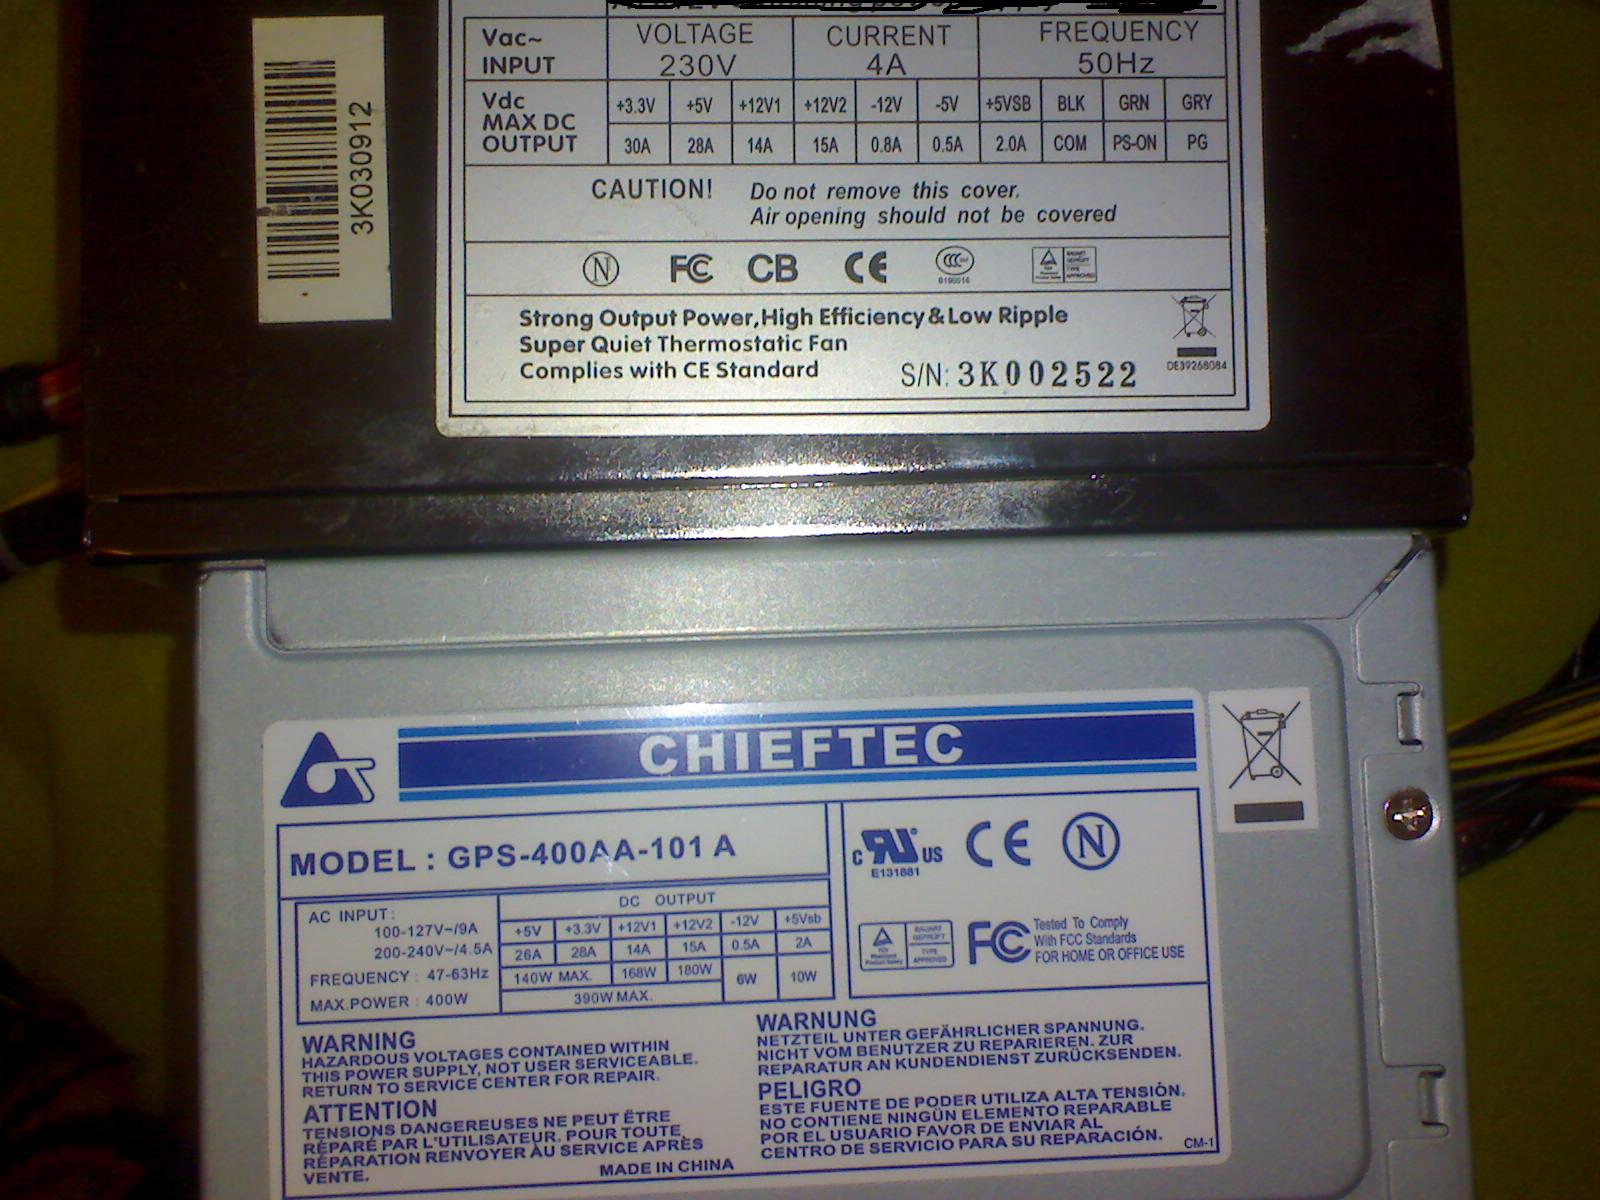 Vac~ INPUT
VOLTAGE 230V
CURRENT 4A
FREQUENCY 50Hz
Vdc MAX DC OUTPUT
+3.3V +5V +12V1 +12V2 -12V -5V +5VSB BLK GRN GRY
30A 28A 14A 15A 0.8A 0.5A 2.0A COM PS-ON PG
3K030912
CAUTION! Do not remove this cover.
Air opening should not be covered
N FC CB CE CCC
Strong Output Power,High Efficiency & Low Ripple
Super Quiet Thermostatic Fan
Complies with CE Standard
S/N: 3K002522
DE39268084
CHIEFTEC
MODEL : GPS-400AA-101 A
AC INPUT:
100-127V~/9A
200-240V~/4.5A
FREQUENCY : 47-63Hz
MAX.POWER : 400W
DC OUTPUT
+5V +3.3V +12V1 +12V2 -12V +5Vsb
26A 28A 14A 15A 0.5A 2A
140W MAX. 168W 180W 6W 10W
390W MAX.
c RU US CE N
E131881
BAUART GEPRÜFT
TYPE APPROVED
FC Tested To Comply
With FCC Standards
FOR HOME OR OFFICE USE
WARNING
HAZARDOUS VOLTAGES CONTAINED WITHIN
THIS POWER SUPPLY, NOT USER SERVICEABLE.
RETURN TO SERVICE CENTER FOR REPAIR.
ATTENTION
TENSIONS DANGEREUSES NE PEUT ËTRE
RÉPARÉ PAR L'UTILISATEUR. POUR TOUTE
RÉPARATION RENVOYER ÀU SERVICE APRÈS
VENTE.
MADE IN CHINA
WARNUNG
NETZTEIL UNTER GEFÄHRLICHER SPANNUNG.
NICHT VOM BENUTZER ZU REPARIEREN. ZUR
REPARATUR AN KUNDENDIENST ZURÜCKSENDEN.
PELIGRO
ESTE FUENTE DE PODER UTILIZA ALTA TENSIÓN.
NO CONTIENE NINGÚN ELEMENTO REPARABLE
POR EL USUARIO FAVOR DE ENVIAR AL
CENTRO DE SERVICIO PARA SU REPARACIÓN.
CM-1